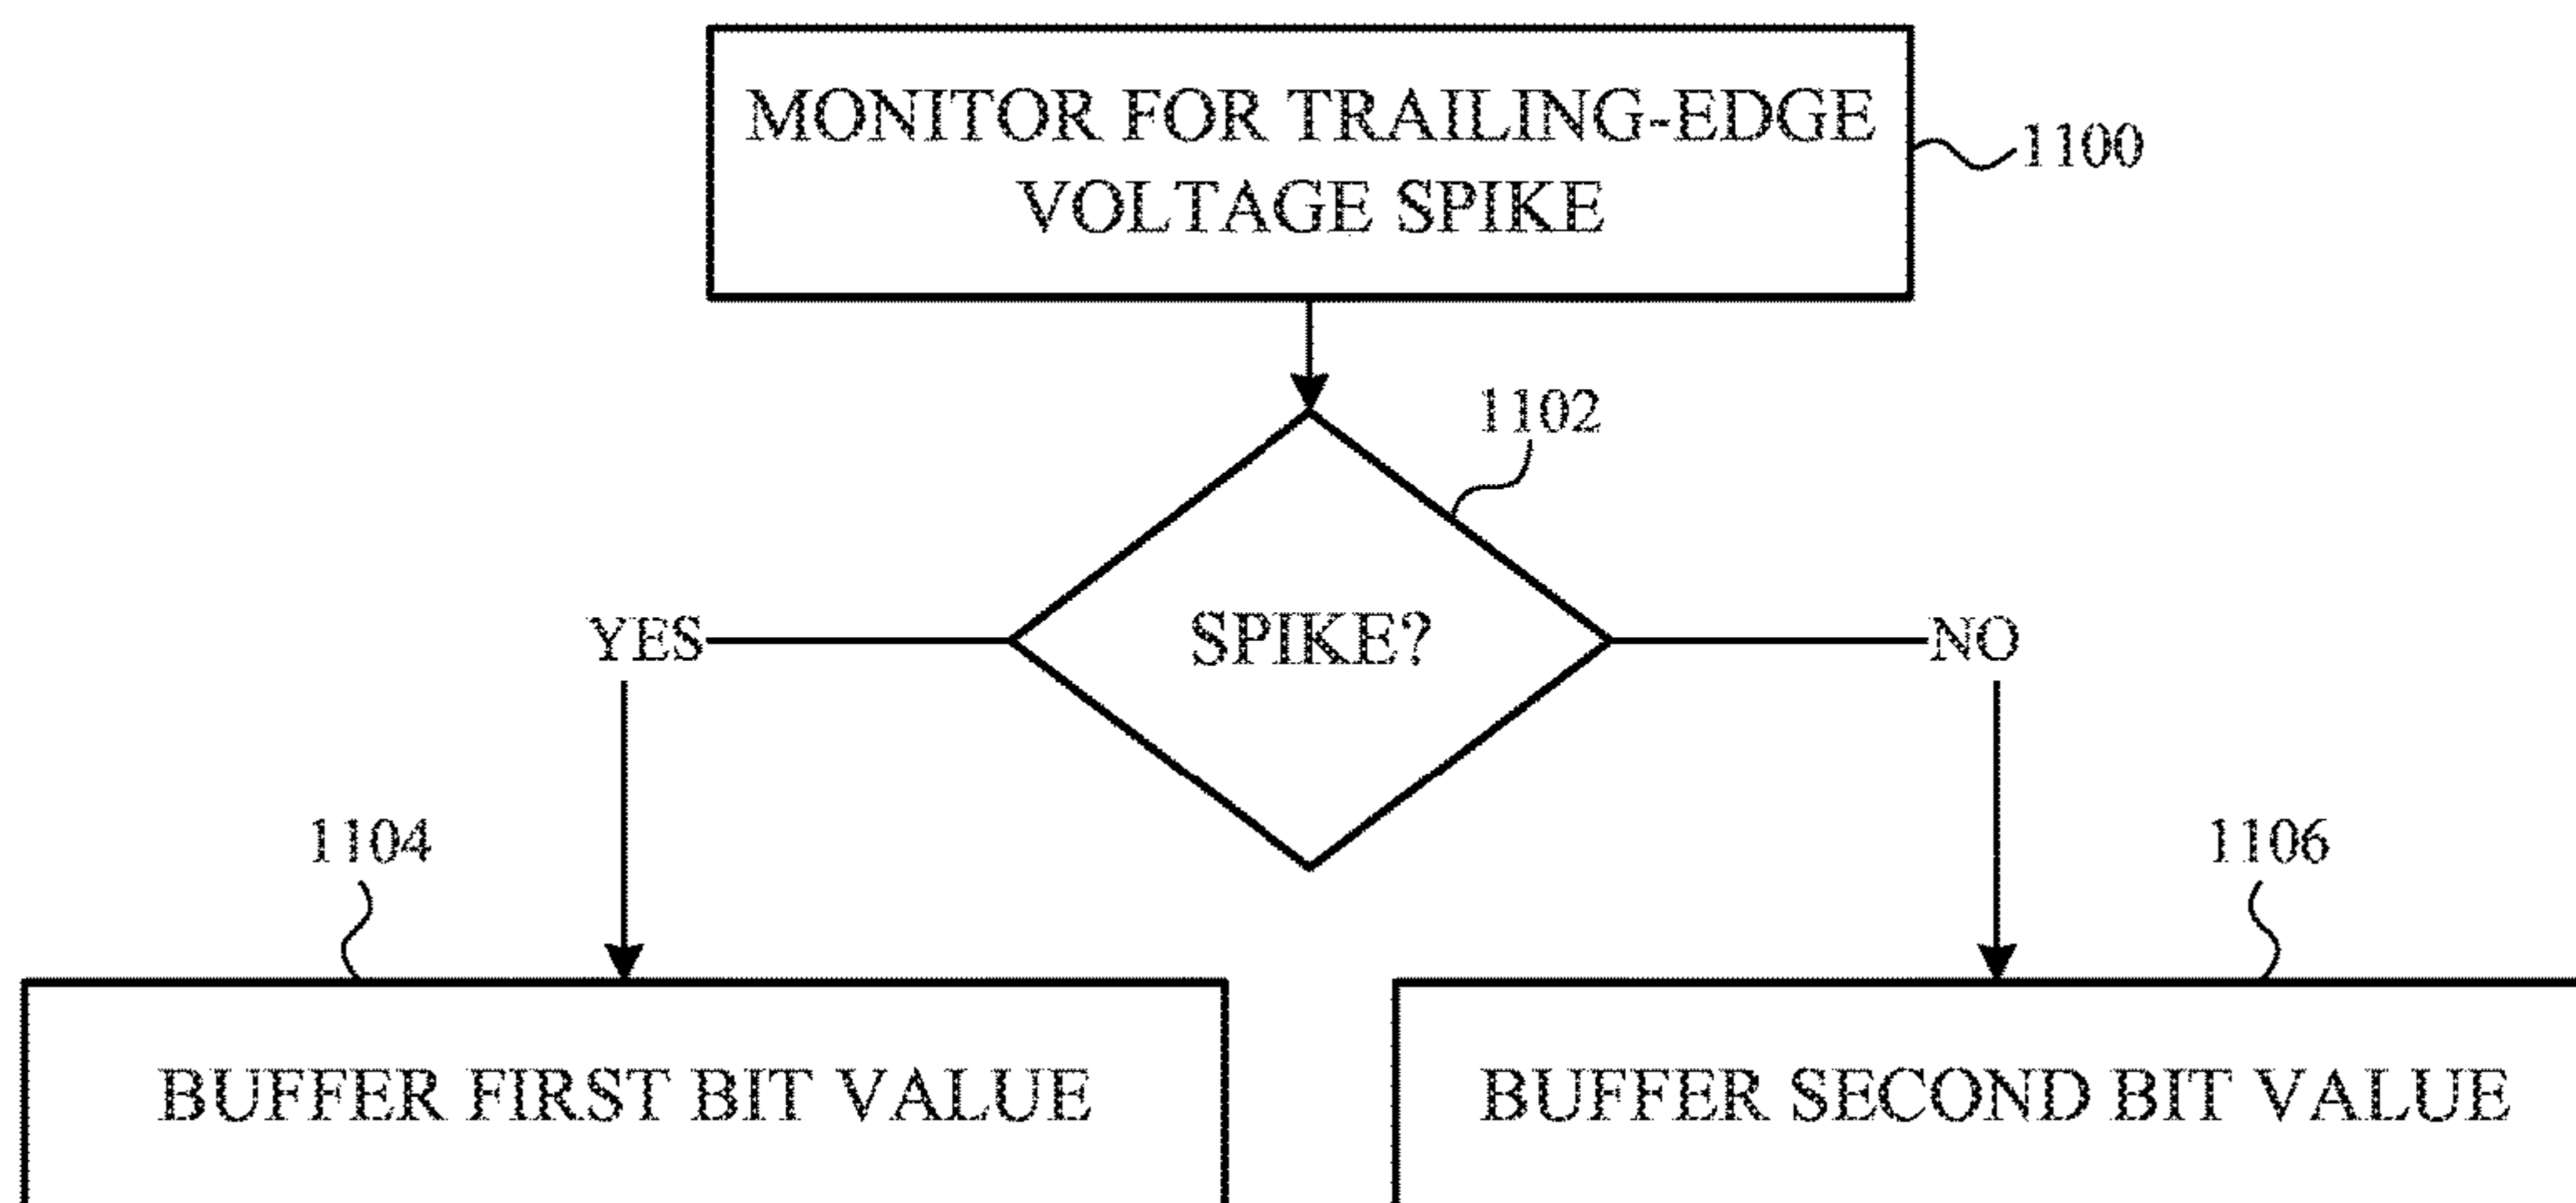 MONITOR FOR TRAILING-EDGE
VOLTAGE SPIKE
1100
1102
SPIKE?
YES
NO
1104
1106
BUFFER FIRST BIT VALUE
BUFFER SECOND BIT VALUE